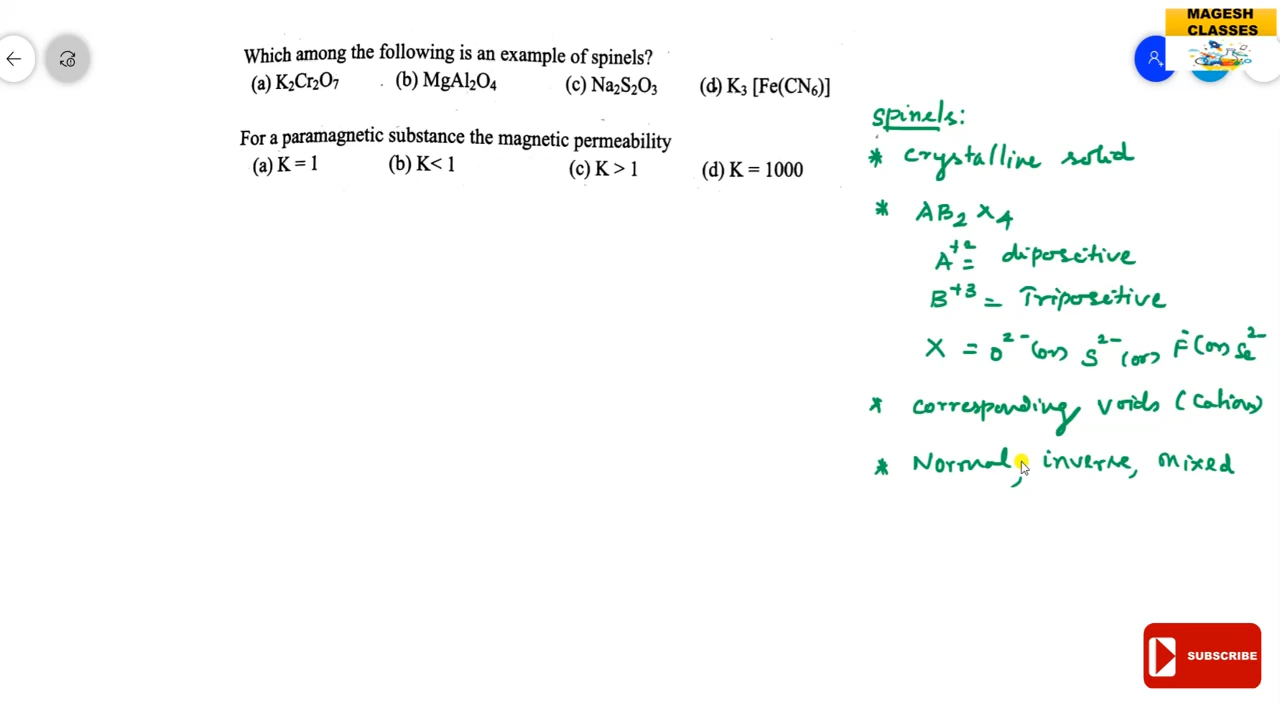 MAGESH
CLASSES
Which among the following is an example of spinels?
(a) K₂Cr₂O₇ (b) MgAl₂O₄ (c) Na₂S₂O₃ (d) K₃ [Fe(CN₆)]
For a paramagnetic substance the magnetic permeability
(a) K = 1 (b) K< 1 (c) K > 1 (d) K = 1000
spinels:
* crystalline solid
* AB₂X₄
A⁺² = dipositive
B⁺³ = Tripositive
X = O²⁻ (or) S²⁻ (or) F⁻ (or) Se²⁻
* corresponding voids (Cation)
* Normal, inverse, mixed
SUBSCRIBE